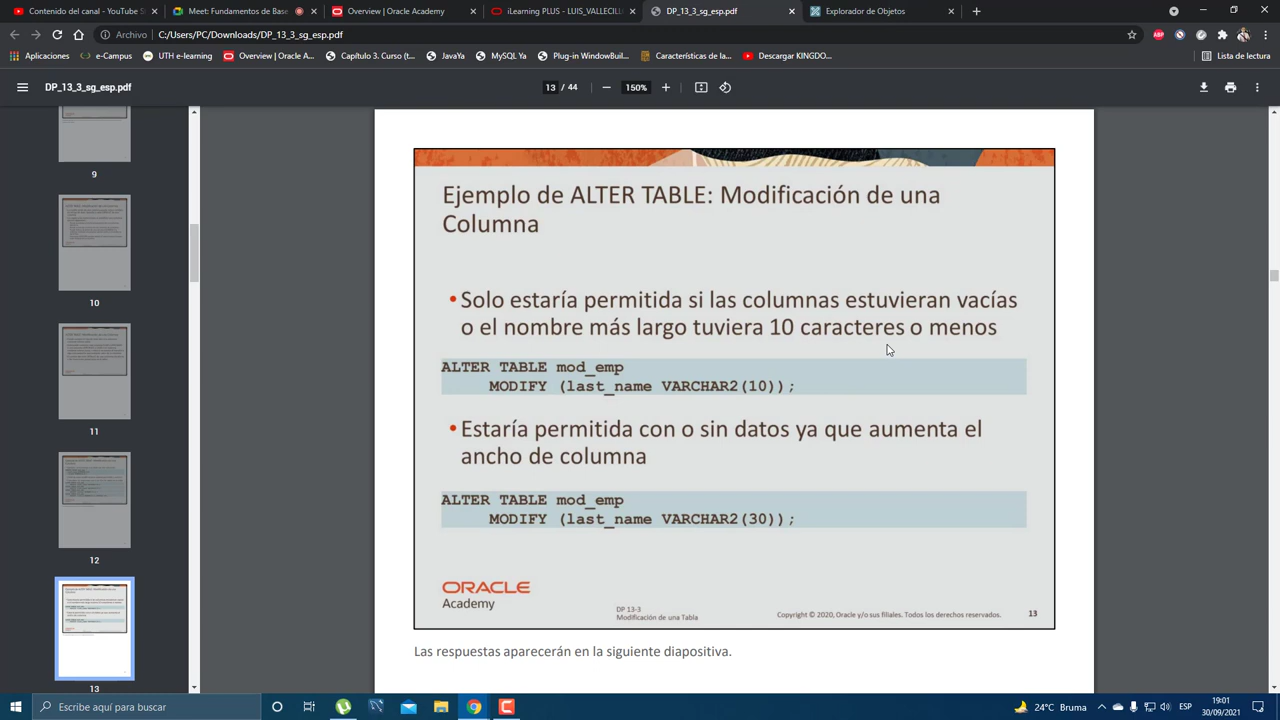 Contenido del canal - YouTube S
Meet: Fundamentos de Base
Overview | Oracle Academy
iLearning PLUS - LUIS_VALLECILL
DP_13_3_sg_esp.pdf
Explorador de Objetos
Archivo
C:/Users/PC/Downloads/DP_13_3_sg_esp.pdf
Aplicaciones
e-Campus
UTH e-learning
Overview | Oracle A...
Capítulo 3. Curso (t...
JavaYa
MySQL Ya
Plug-in WindowBuil...
Características de la...
Descargar KINGDO...
Lista de lectura
DP_13_3_sg_esp.pdf
13 / 44
150%
9
10
11
12
13
Ejemplo de ALTER TABLE: Modificación de una
Columna
•Solo estaría permitida si las columnas estuvieran vacías
o el nombre más largo tuviera 10 caracteres o menos
ALTER TABLE mod_emp
MODIFY (last_name VARCHAR2(10));
•Estaría permitida con o sin datos ya que aumenta el
ancho de columna
ALTER TABLE mod_emp
MODIFY (last_name VARCHAR2(30));
ORACLE
Academy
DP 13-3
Modificación de una Tabla
Copyright © 2020, Oracle y/o sus filiales. Todos los derechos reservados.
13
Las respuestas aparecerán en la siguiente diapositiva.
Escribe aquí para buscar
24°C Bruma
ESP
19:01
30/09/2021